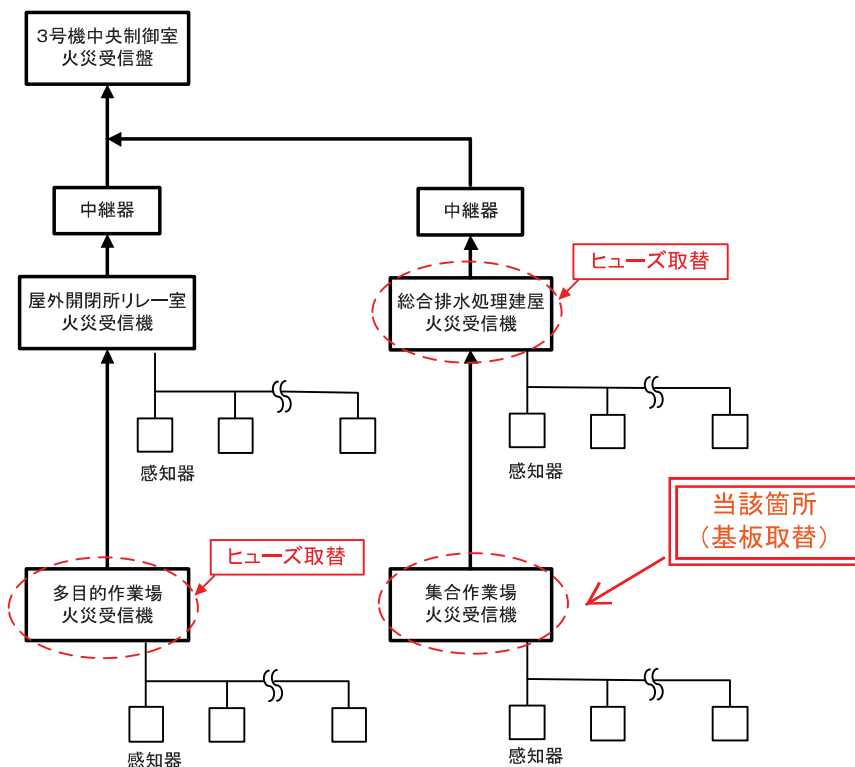 3号機中央制御室
火災受信盤
中継器
中継器
ヒューズ取替
屋外開閉所リレー室
火災受信機
総合排水処理建屋
火災受信機
感知器
感知器
当該箇所
（基板取替）
ヒューズ取替
多目的作業場
火災受信機
集合作業場
火災受信機
感知器
感知器